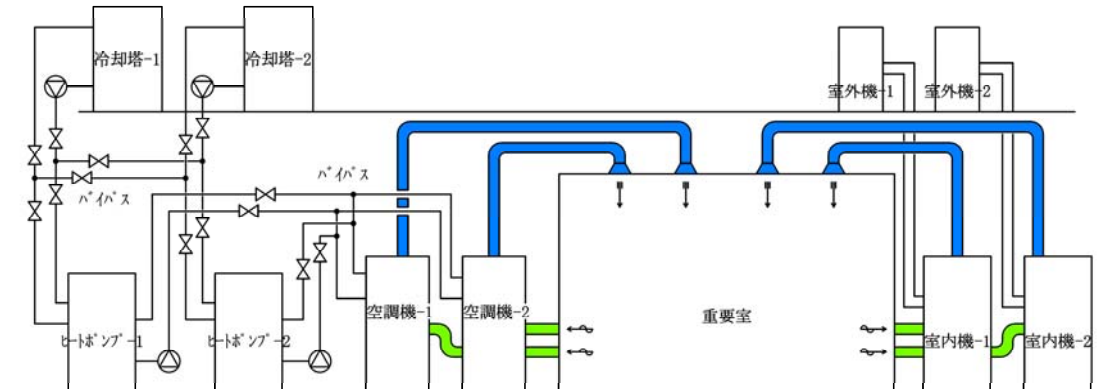 冷却塔-1
冷却塔-2
室外機-1
室外機-2
ﾊﾞｲﾊﾟｽ
ﾊﾞｲﾊﾟｽ
ﾋｰﾄﾎﾟﾝﾌﾟ-1
ﾋｰﾄﾎﾟﾝﾌﾟ-2
空調機-1
空調機-2
重要室
室内機-1
室内機-2